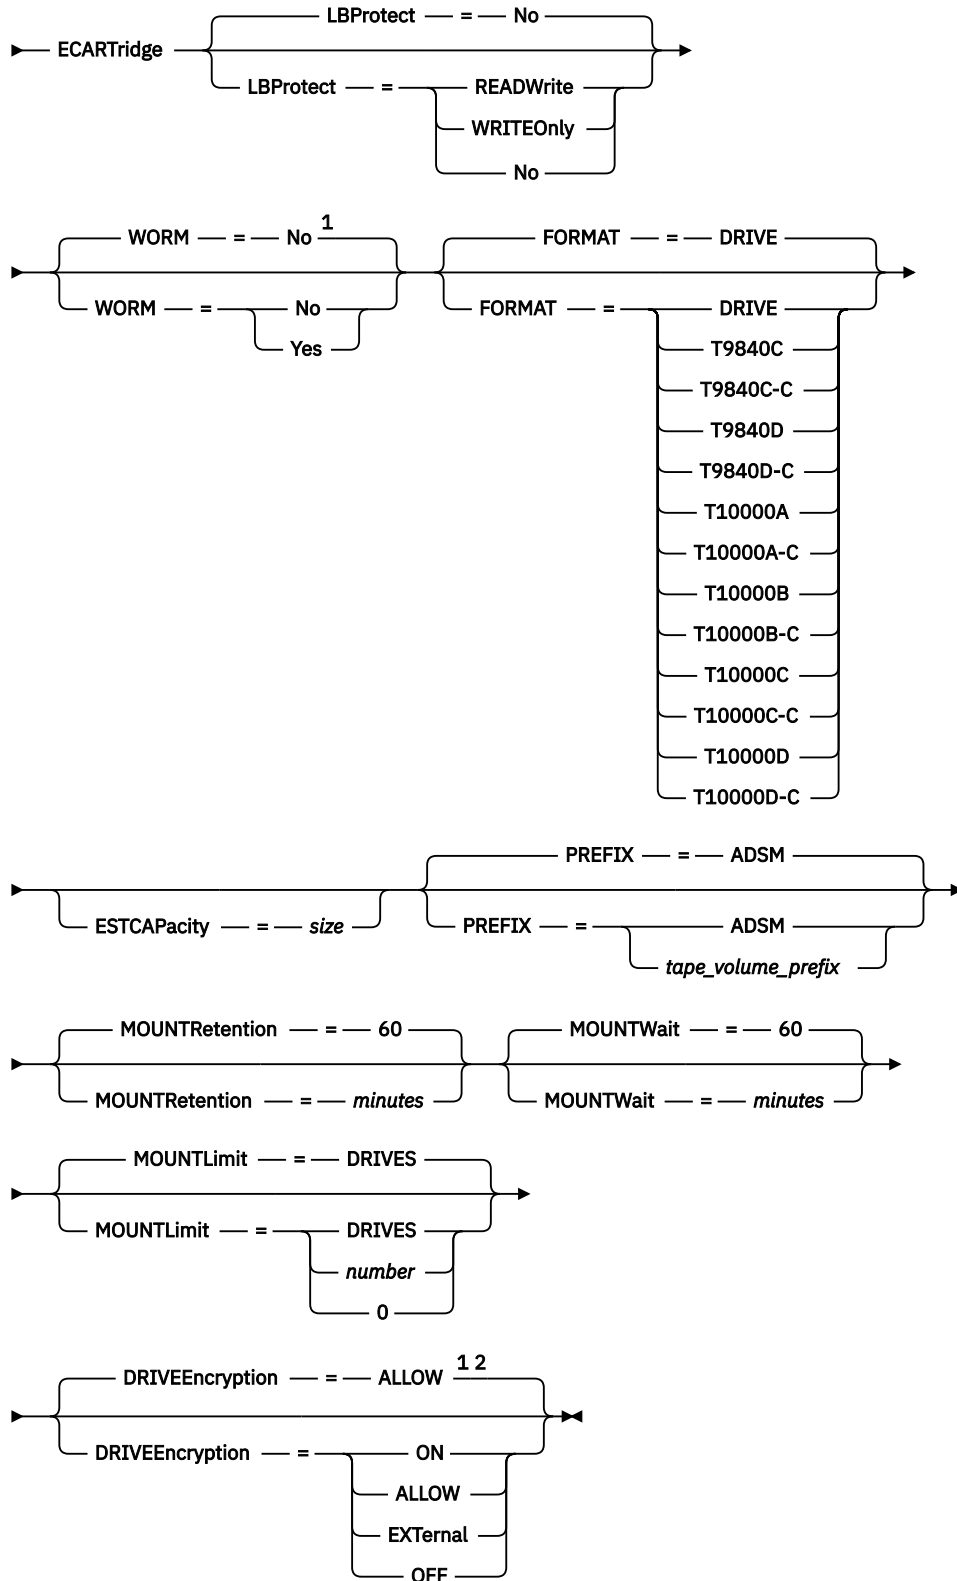 LBProtect = No
ECARTridge
LBProtect = READWrite
WRITEOnly
No
WORM = No 1 FORMAT = DRIVE
WORM = No FORMAT = DRIVE
Yes T9840C
T9840C-C
T9840D
T9840D-C
T10000A
T10000A-C
T10000B
T10000B-C
T10000C
T10000C-C
T10000D
T10000D-C
PREFIX = ADSM
ESTCAPacity = size PREFIX = ADSM
tape_volume_prefix
MOUNTRetention = 60 MOUNTWait = 60
MOUNTRetention = minutes MOUNTWait = minutes
MOUNTLimit = DRIVES
MOUNTLimit = DRIVES
number
0
DRIVEEncryption = ALLOW 1 2
DRIVEEncryption = ON
ALLOW
EXTernal
OFF